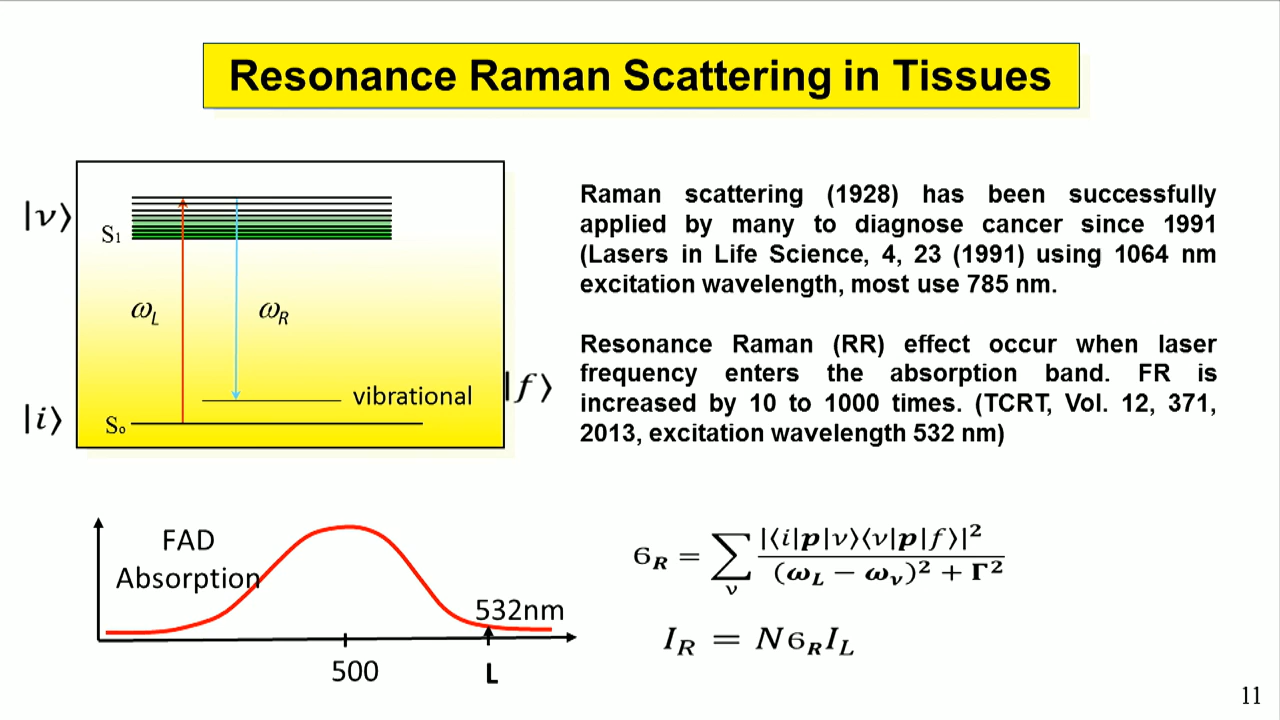 Resonance Raman Scattering in Tissues
|ν⟩
S₁
ω_L
ω_R
vibrational
|f⟩
|i⟩
Sₒ
Raman scattering (1928) has been successfully
applied by many to diagnose cancer since 1991
(Lasers in Life Science, 4, 23 (1991) using 1064 nm
excitation wavelength, most use 785 nm.
Resonance Raman (RR) effect occur when laser
frequency enters the absorption band. FR is
increased by 10 to 1000 times. (TCRT, Vol. 12, 371,
2013, excitation wavelength 532 nm)
FAD
Absorption
532nm
500
L
6_R = ∑_ν |⟨i|p|ν⟩⟨ν|p|f⟩|² / (ω_L − ω_ν)² + Γ²
I_R = N6_R I_L
11